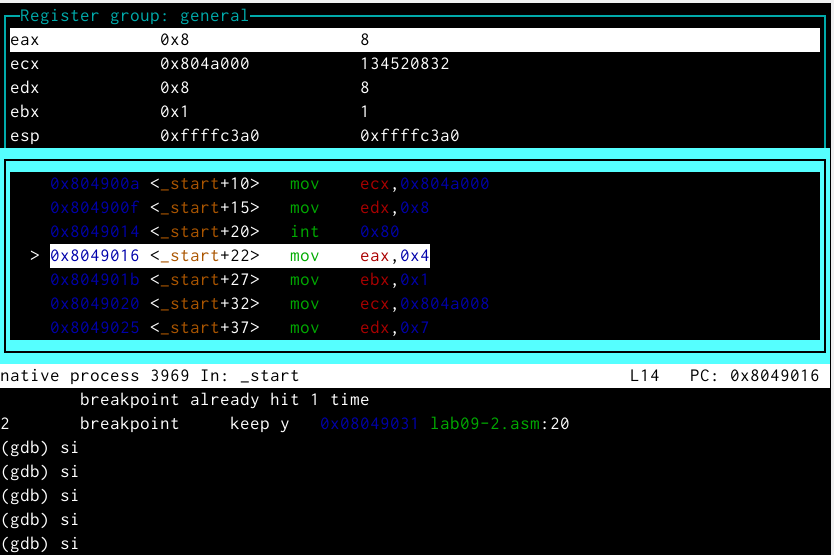 Register group: general
eax 0x8 8
ecx 0x804a000 134520832
edx 0x8 8
ebx 0x1 1
esp 0xffffc3a0 0xffffc3a0
0x804900a <_start+10> mov ecx,0x804a000
0x804900f <_start+15> mov edx,0x8
0x8049014 <_start+20> int 0x80
> 0x8049016 <_start+22> mov eax,0x4
0x804901b <_start+27> mov ebx,0x1
0x8049020 <_start+32> mov ecx,0x804a008
0x8049025 <_start+37> mov edx,0x7
native process 3969 In: _start L14 PC: 0x8049016
breakpoint already hit 1 time
2 breakpoint keep y 0x08049031 lab09-2.asm:20
(gdb) si
(gdb) si
(gdb) si
(gdb) si
(gdb) si